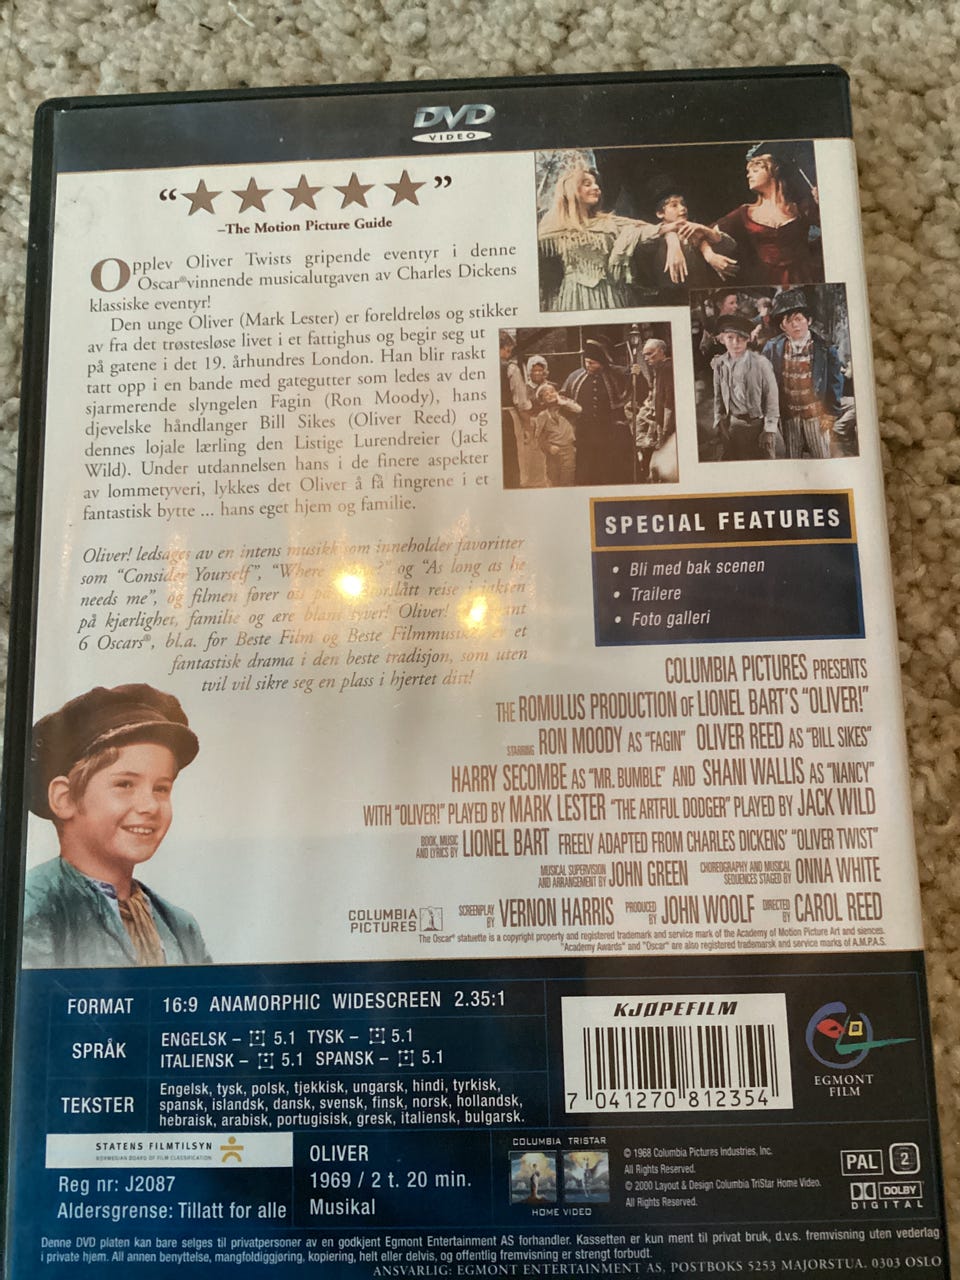 DVD
VIDEO
“★★★★★”
–The Motion Picture Guide
Opplev Oliver Twists gripende eventyr i denne
Oscar®vinnende musicalutgaven av Charles Dickens
klassiske eventyr!
Den unge Oliver (Mark Lester) er foreldreløs og stikker
av fra det trøstesløse livet i et fattighus og begir seg ut
på gatene i det 19. århundres London. Han blir raskt
tatt opp i en bande med gategutter som ledes av den
sjarmerende slyngelen Fagin (Ron Moody), hans
djevelske håndlanger Bill Sikes (Oliver Reed) og
dennes lojale lærling den Listige Lurendreier (Jack
Wild). Under utdannelsen hans i de finere aspekter
av lommetyveri, lykkes det Oliver å få fingrene i et
fantastisk bytte ... hans eget hjem og familie.
Oliver! ledsages av en intens musikk som inneholder favoritter
som “Consider Yourself”, “Where og “As long as he
needs me”, og filmen fører oss på reise i jakten
på kjærlighet, familie og ære blant tyver! Oliver!
6 Oscars®, bl.a. for Beste Film og Beste Filmmusikk er et
fantastisk drama i den beste tradisjon, som uten
tvil vil sikre seg en plass i hjertet ditt!
SPECIAL FEATURES
• Bli med bak scenen
• Trailere
• Foto galleri
COLUMBIA PICTURES PRESENTS
THE ROMULUS PRODUCTION OF LIONEL BART'S “OLIVER!”
STARRING RON MOODY AS “FAGIN” OLIVER REED AS “BILL SIKES”
HARRY SECOMBE AS “MR. BUMBLE” AND SHANI WALLIS AS “NANCY”
WITH “OLIVER!” PLAYED BY MARK LESTER “THE ARTFUL DODGER” PLAYED BY JACK WILD
BOOK, MUSIC AND LYRICS BY LIONEL BART FREELY ADAPTED FROM CHARLES DICKENS' “OLIVER TWIST”
MUSICAL SUPERVISION AND ARRANGEMENT BY JOHN GREEN CHOREOGRAPHY AND MUSICAL SEQUENCES STAGED BY ONNA WHITE
COLUMBIA PICTURES SCREENPLAY BY VERNON HARRIS PRODUCED BY JOHN WOOLF DIRECTED BY CAROL REED
The Oscar® statuette is a copyright property and registered trademark and service mark of the Academy of Motion Picture Art and siences.
"Academy Awards" and "Oscar" are also registered trademarsk and service marks of A.M.P.A.S.
FORMAT 16:9 ANAMORPHIC WIDESCREEN 2.35:1
SPRÅK ENGELSK – 5.1 TYSK – 5.1
ITALIENSK – 5.1 SPANSK – 5.1
TEKSTER Engelsk, tysk, polsk, tjekkisk, ungarsk, hindi, tyrkisk,
spansk, islandsk, dansk, svensk, finsk, norsk, hollandsk,
hebraisk, arabisk, portugisisk, gresk, italiensk, bulgarsk.
KJØPEFILM
7 041270 812354
EGMONT
FILM
STATENS FILMTILSYN
NORWEGIAN BOARD OF FILM CLASSIFICATION
Reg nr: J2087
Aldersgrense: Tillatt for alle
OLIVER
1969 / 2 t. 20 min.
Musikal
COLUMBIA TRISTAR
HOME VIDEO
© 1968 Columbia Pictures Industries, Inc.
All Rights Reserved.
© 2000 Layout & Design Columbia TriStar Home Video.
All Rights Reserved.
PAL 2
DOLBY
DIGITAL
Denne DVD platen kan bare selges til privatpersoner av en godkjent Egmont Entertainment AS forhandler. Kassetten er kun ment til privat bruk, d.v.s. fremvisning uten vederlag
i private hjem. All annen benyttelse, mangfoldiggjøring, kopiering, helt eller delvis, og offentlig fremvisning er strengt forbudt.
ANSVARLIG: EGMONT ENTERTAINMENT AS, POSTBOKS 5253 MAJORSTUA. 0303 OSLO